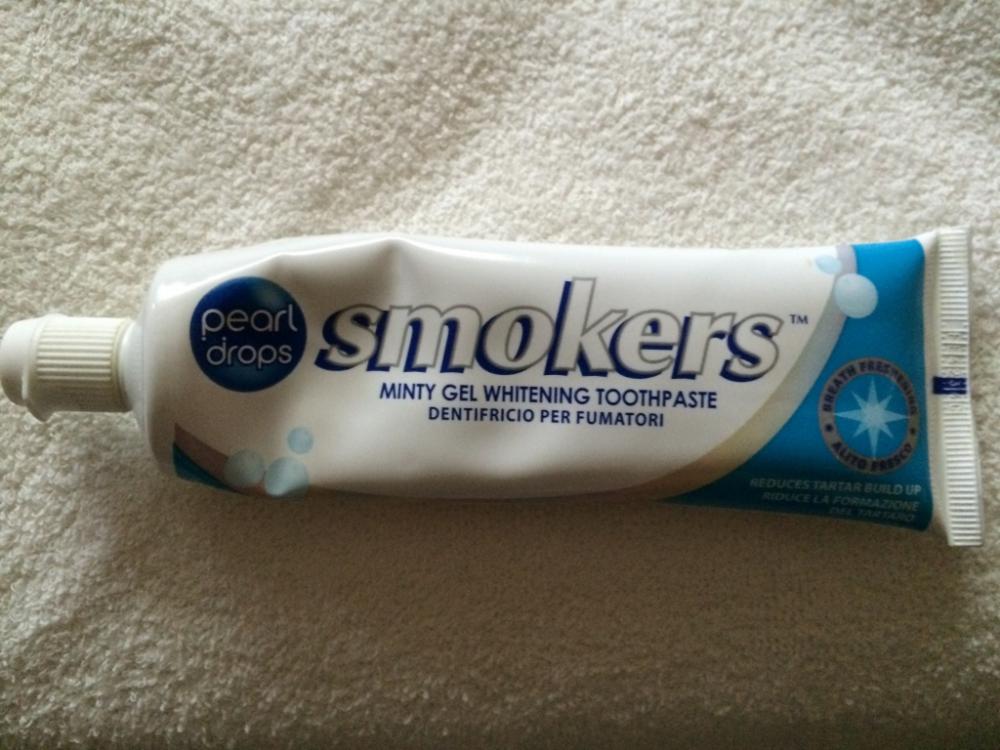 pearl
drops
smokers™
MINTY GEL WHITENING TOOTHPASTE
DENTIFRICIO PER FUMATORI
BREATH FRESHENING
ALITO FRESCO
REDUCES TARTAR BUILD UP
RIDUCE LA FORMAZIONE
DEL TARTARO